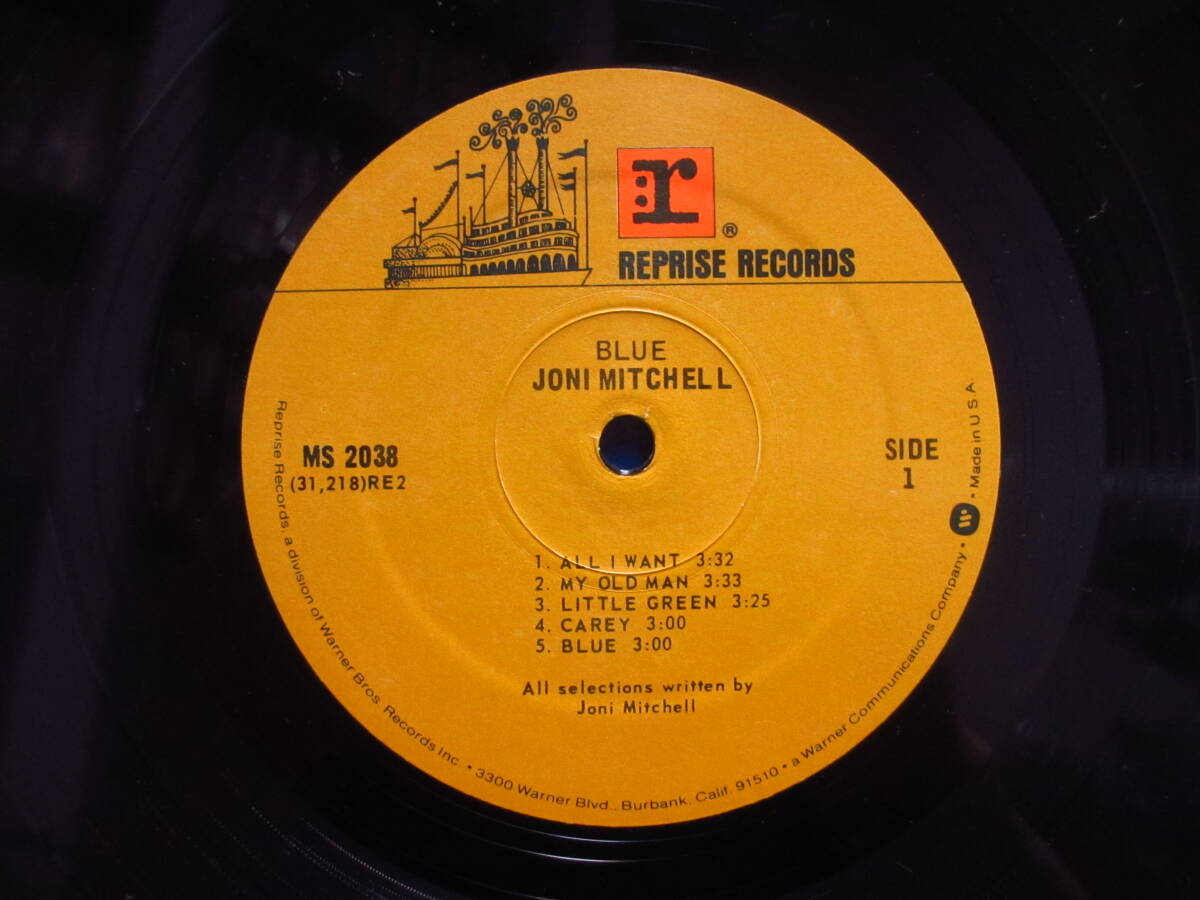 r
®
REPRISE RECORDS
BLUE
JONI MITCHELL
MS 2038
(31,218)RE2
SIDE
1
1. ALL I WANT 3:32
2. MY OLD MAN 3:33
3. LITTLE GREEN 3:25
4. CAREY 3:00
5. BLUE 3:00
All selections written by
Joni Mitchell
Reprise Records, a division of Warner Bros. Records Inc. • 3300 Warner Blvd., Burbank, Calif. 91510 • a Warner Communications Company • W • Made in U.S.A.